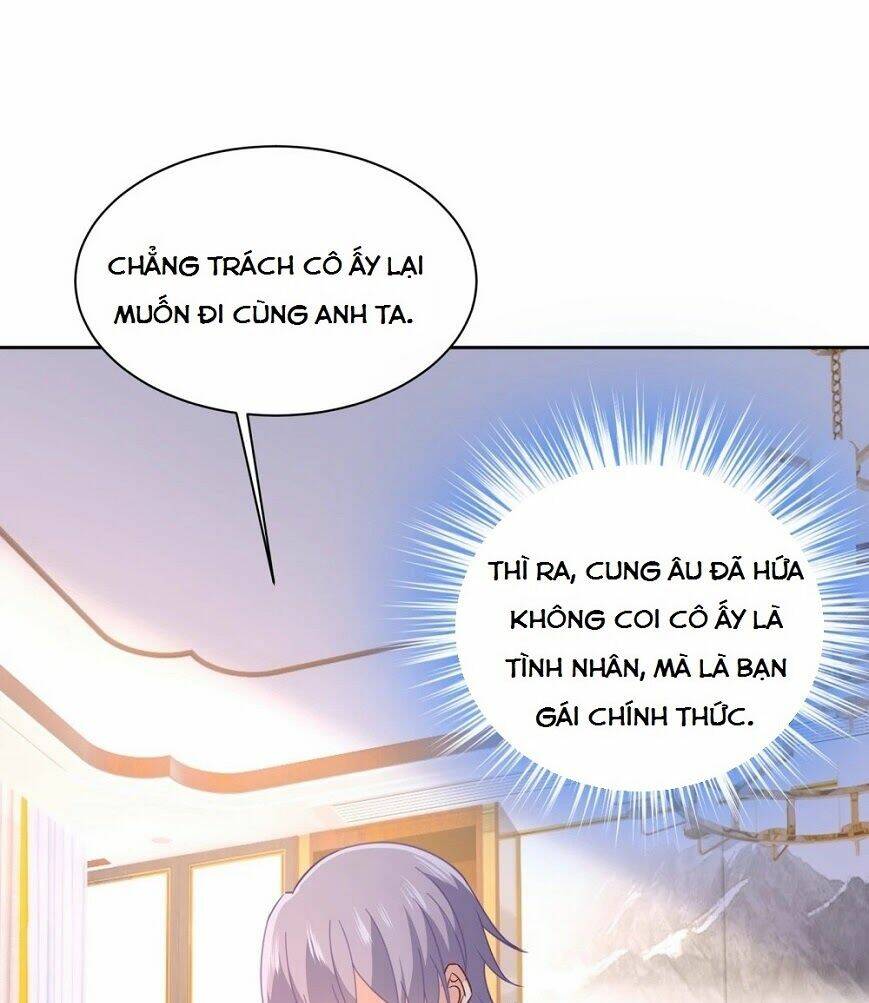 CHẲNG TRÁCH CÔ ẤY LẠI
MUỐN ĐI CÙNG ANH TA.
THÌ RA, CUNG ÂU ĐÃ HỨA
KHÔNG COI CÔ ẤY LÀ
TÌNH NHÂN, MÀ LÀ BẠN
GÁI CHÍNH THỨC.